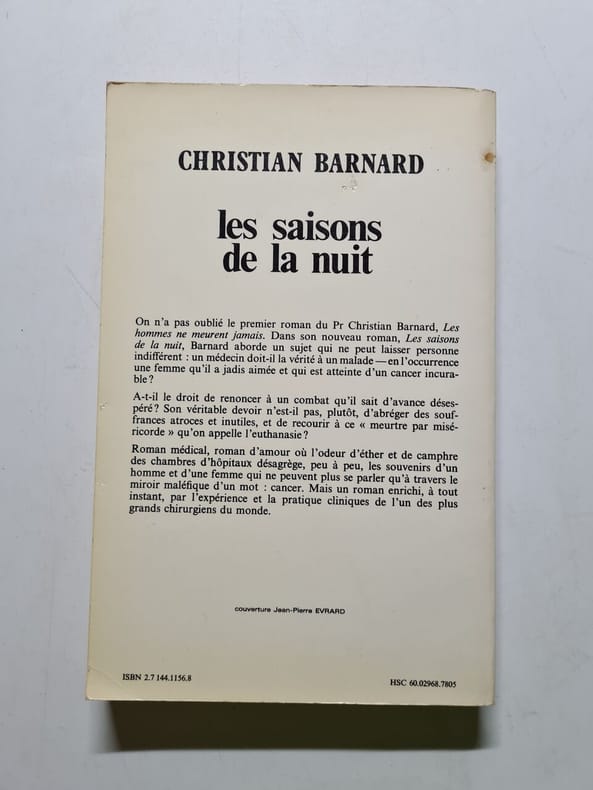 CHRISTIAN BARNARD
les saisons
de la nuit
On n'a pas oublié le premier roman du Pr Christian Barnard, Les
hommes ne meurent jamais. Dans son nouveau roman, Les saisons
de la nuit, Barnard aborde un sujet qui ne peut laisser personne
indifférent : un médecin doit-il la vérité à un malade — en l'occurrence
une femme qu'il a jadis aimée et qui est atteinte d'un cancer incura-
ble ?
A-t-il le droit de renoncer à un combat qu'il sait d'avance déses-
péré ? Son véritable devoir n'est-il pas, plutôt, d'abréger des souf-
frances atroces et inutiles, et de recourir à ce « meurtre par misé-
ricorde » qu'on appelle l'euthanasie ?
Roman médical, roman d'amour où l'odeur d'éther et de camphre
des chambres d'hôpitaux désagrège, peu à peu, les souvenirs d'un
homme et d'une femme qui ne peuvent plus se parler qu'à travers le
miroir maléfique d'un mot : cancer. Mais un roman enrichi, à tout
instant, par l'expérience et la pratique cliniques de l'un des plus
grands chirurgiens du monde.
couverture Jean-Pierre EVRARD
ISBN 2.7 144.1156.8
HSC 60.02968.7805